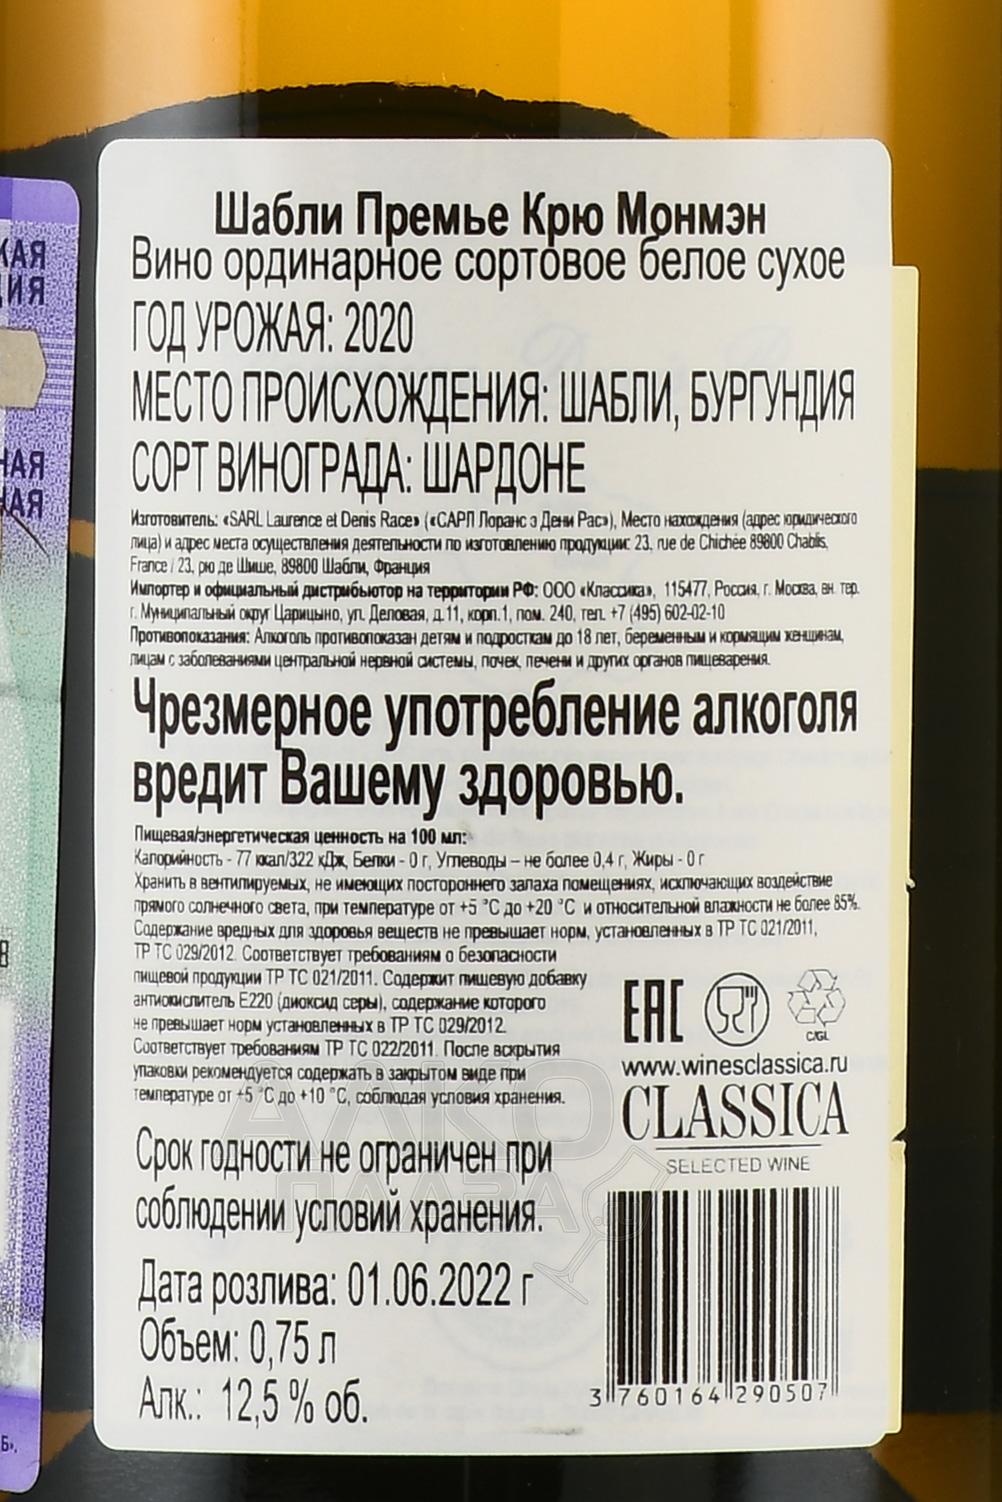 КАЯ
ЦИЯ
НАЯ
НАЯ
Шабли Премье Крю Монмэн
Вино ординарное сортовое белое сухое
ГОД УРОЖАЯ: 2020
МЕСТО ПРОИСХОЖДЕНИЯ: ШАБЛИ, БУРГУНДИЯ
СОРТ ВИНОГРАДА: ШАРДОНЕ
Изготовитель: «SARL Laurence et Denis Race» («САРЛ Лоранс э Дени Рас»), Место нахождения (адрес юридического
лица) и адрес места осуществления деятельности по изготовлению продукции: 23, rue de Chichée 89800 Chablis,
France / 23, рю де Шише, 89800 Шабли, Франция
Импортер и официальный дистрибьютор на территории РФ: ООО «Классика», 115477, Россия, г. Москва, вн. тер.
г. Муниципальный округ Царицыно, ул. Деловая, д.11, корп.1, пом. 240, тел. +7 (495) 602-02-10
Противопоказания: Алкоголь противопоказан детям и подросткам до 18 лет, беременным и кормящим женщинам,
лицам с заболеваниями центральной нервной системы, почек, печени и других органов пищеварения.
Чрезмерное употребление алкоголя
вредит Вашему здоровью.
Пищевая/энергетическая ценность на 100 мл:
Калорийность - 77 ккал/322 кДж, Белки - 0 г, Углеводы – не более 0,4 г, Жиры - 0 г
Хранить в вентилируемых, не имеющих постороннего запаха помещениях, исключающих воздействие
прямого солнечного света, при температуре от +5 °С до +20 °С и относительной влажности не более 85%.
Содержание вредных для здоровья веществ не превышает норм, установленных в ТР ТС 021/2011,
ТР ТС 029/2012. Соответствует требованиям о безопасности
пищевой продукции ТР ТС 021/2011. Содержит пищевую добавку
антиокислитель Е220 (диоксид серы), содержание которого
не превышает норм установленных в ТР ТС 029/2012.
Соответствует требованиям ТР ТС 022/2011. После вскрытия
упаковки рекомендуется содержать в закрытом виде при
температуре от +5 °С до +10 °С, соблюдая условия хранения.
EAC
C/GL
www.winesclassica.ru
CLASSICA
SELECTED WINE
АЛКО
ПЛАЗА
.ru
Срок годности не ограничен при
соблюдении условий хранения.
Дата розлива: 01.06.2022 г
Объем: 0,75 л
Алк.: 12,5 % об.
3 760164 290507